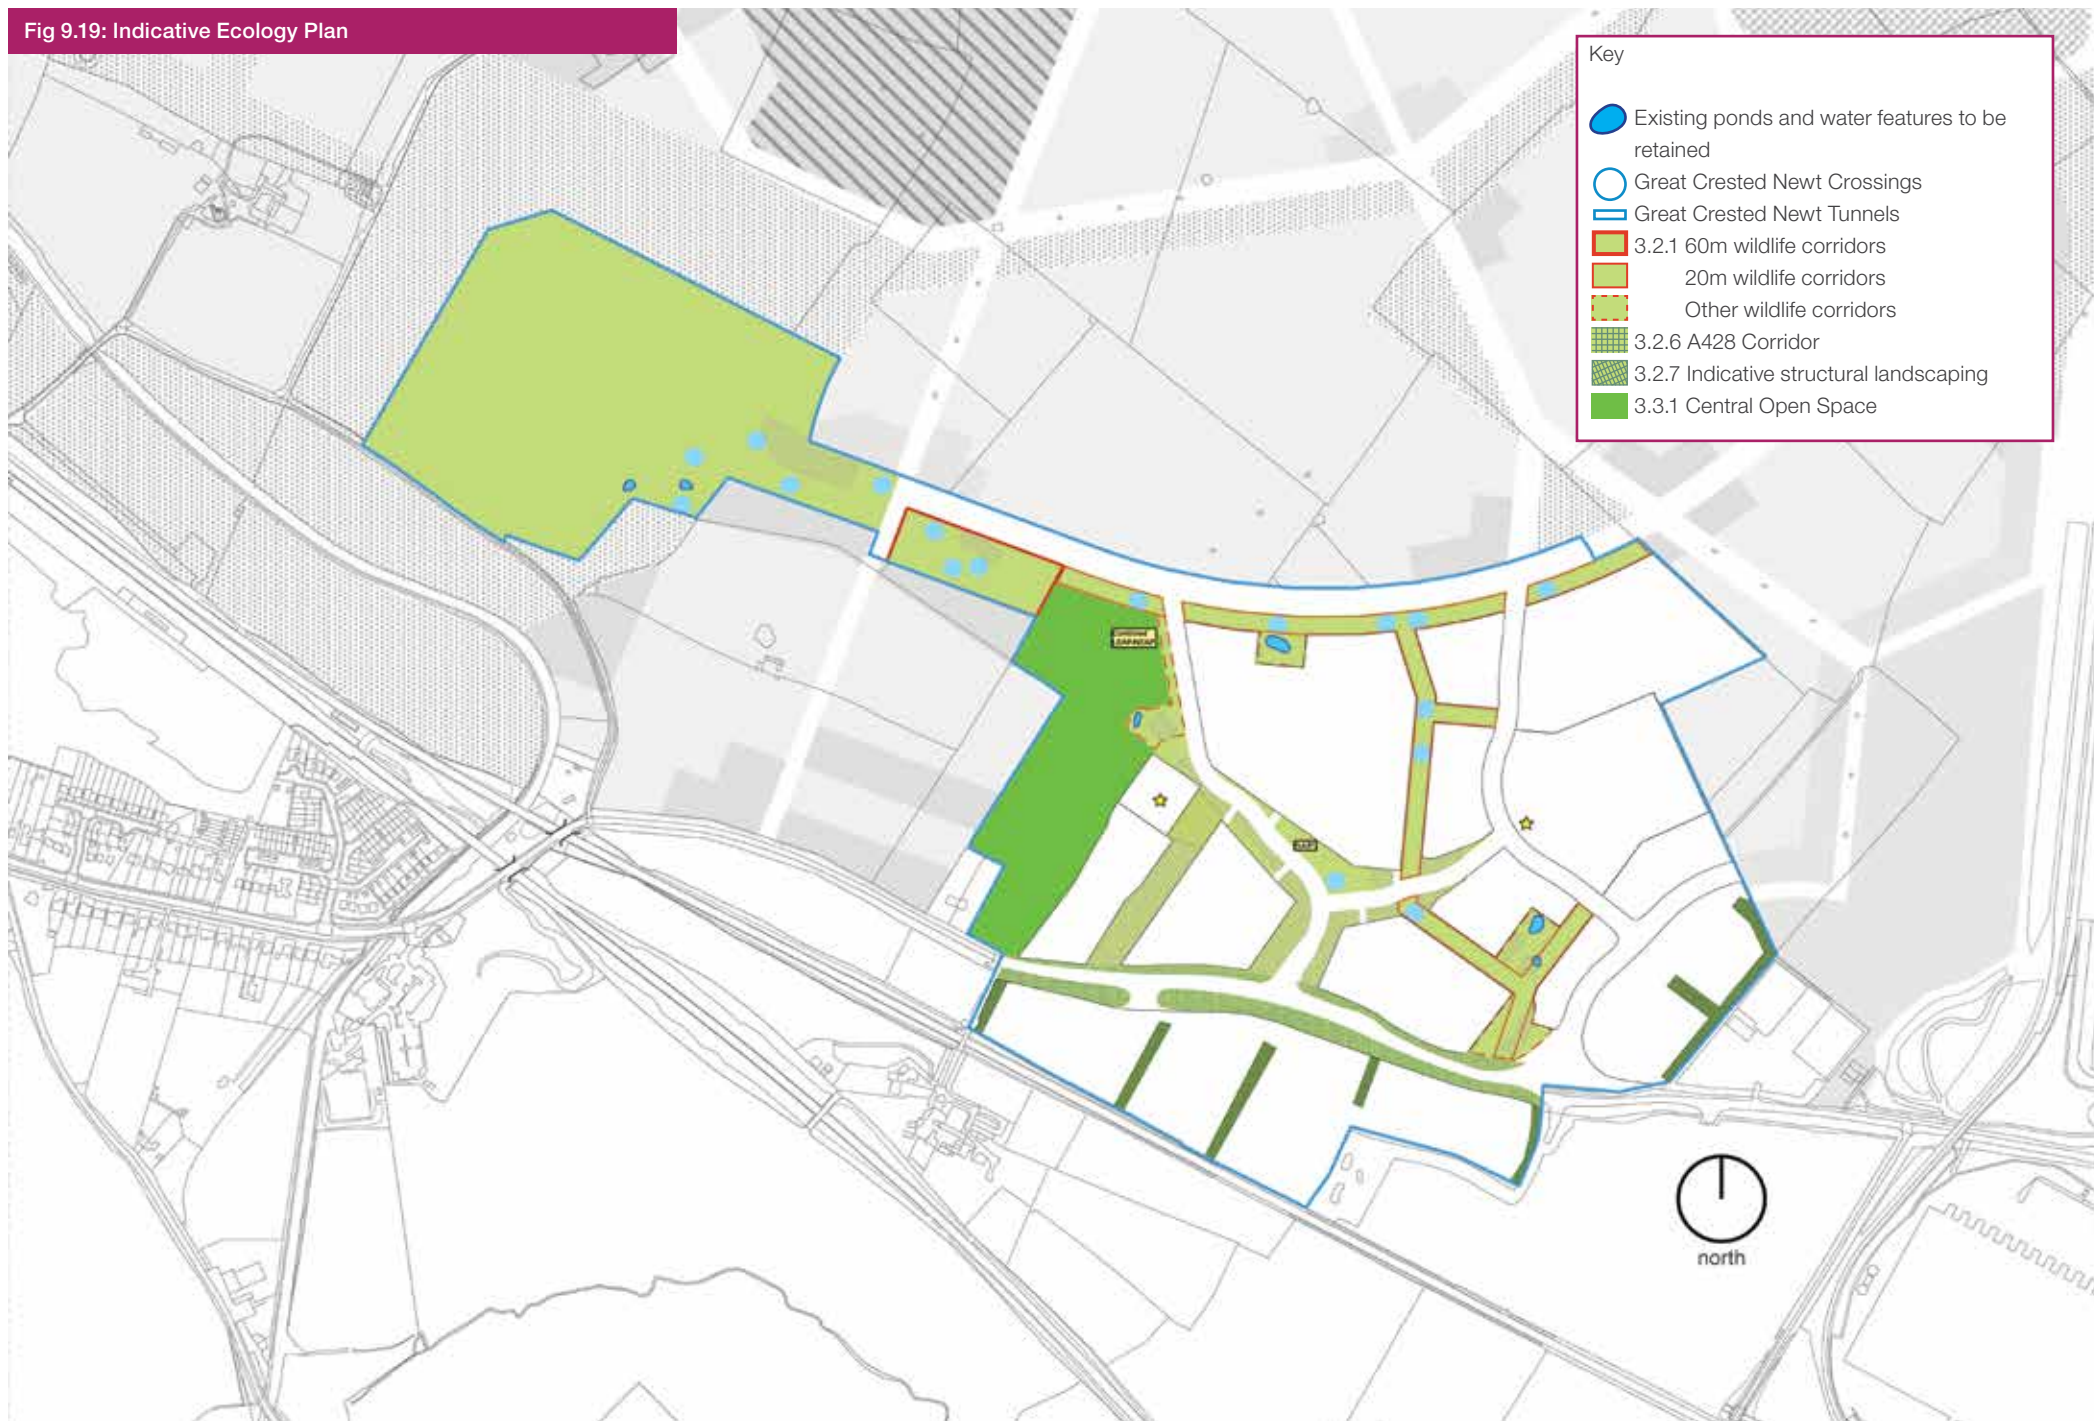 Fig 9.19: Indicative Ecology Plan
Key
Existing ponds and water features to be
retained
Great Crested Newt Crossings
Great Crested Newt Tunnels
3.2.1 60m wildlife corridors
20m wildlife corridors
Other wildlife corridors
3.2.6 A428 Corridor
3.2.7 Indicative structural landscaping
3.3.1 Central Open Space
north